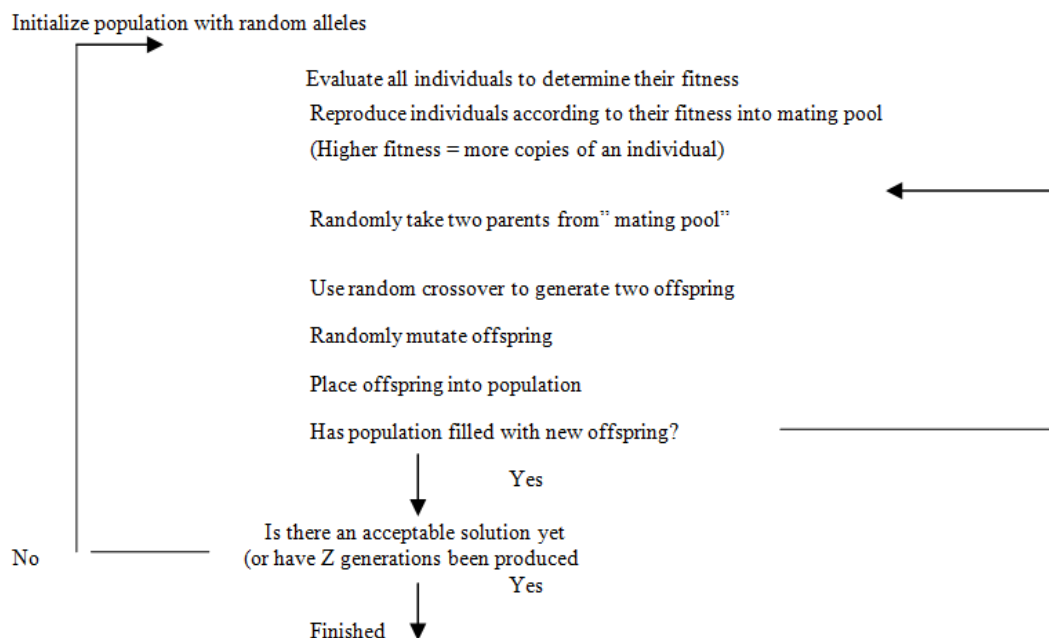 Initialize population with random alleles
Evaluate all individuals to determine their fitness
Reproduce individuals according to their fitness into mating pool
(Higher fitness = more copies of an individual)
Randomly take two parents from” mating pool”
Use random crossover to generate two offspring
Randomly mutate offspring
Place offspring into population
Has population filled with new offspring?
Yes
Is there an acceptable solution yet
No
(or have Z generations been produced
Yes
Finished